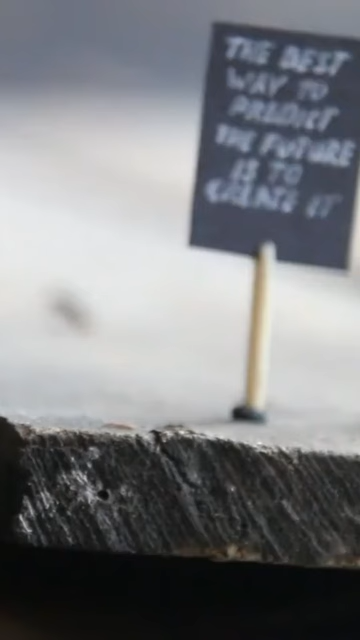 THE BEST
WAY TO
PREDICT
THE FUTURE
IS TO
CREATE IT